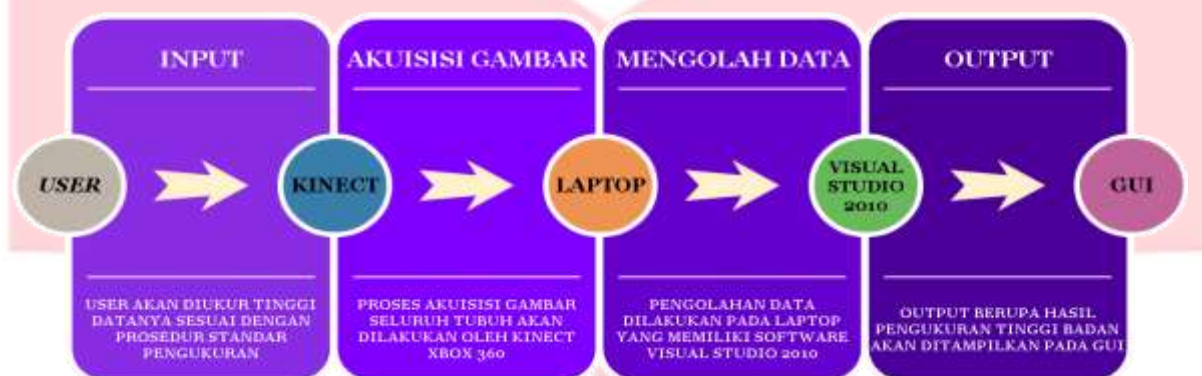 INPUT
AKUISISI GAMBAR
MENGOLAH DATA
OUTPUT
USER
KINECT
LAPTOP
VISUAL
STUDIO
2010
GUI
USER AKAN DIUKUR TINGGI
DATANYA SESUAI DENGAN
PROSEDUR STANDAR
PENGUKURAN
PROSES AKUISISI GAMBAR
SELURUH TUBUH AKAN
DILAKUKAN OLEH KINECT
XBOX 360
PENGOLAHAN DATA
DILAKUKAN PADA LAPTOP
YANG MEMILIKI SOFTWARE
VISUAL STUDIO 2010
OUTPUT BERUPA HASIL
PENGUKURAN TINGGI BADAN
AKAN DITAMPILKAN PADA GUI